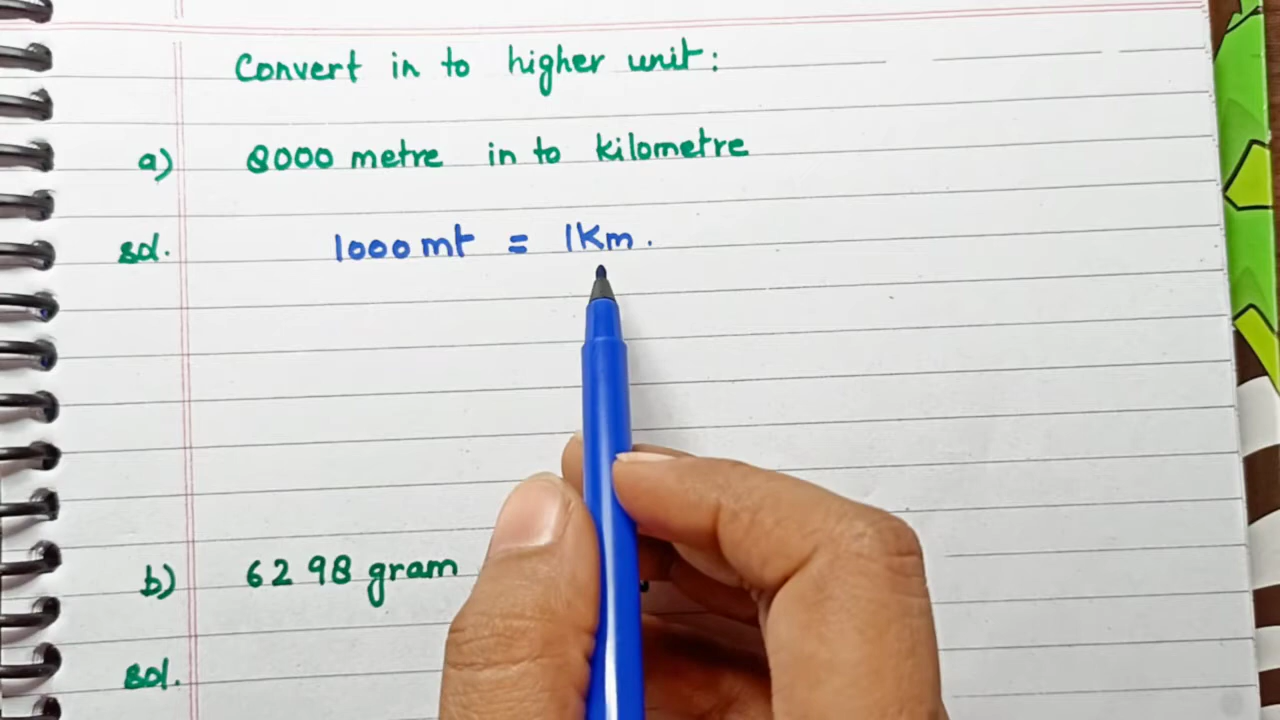 Convert in to higher unit:
a) 8000 metre in to kilometre
sol. 1000 mt = 1Km.
b) 6298 gram
sol.